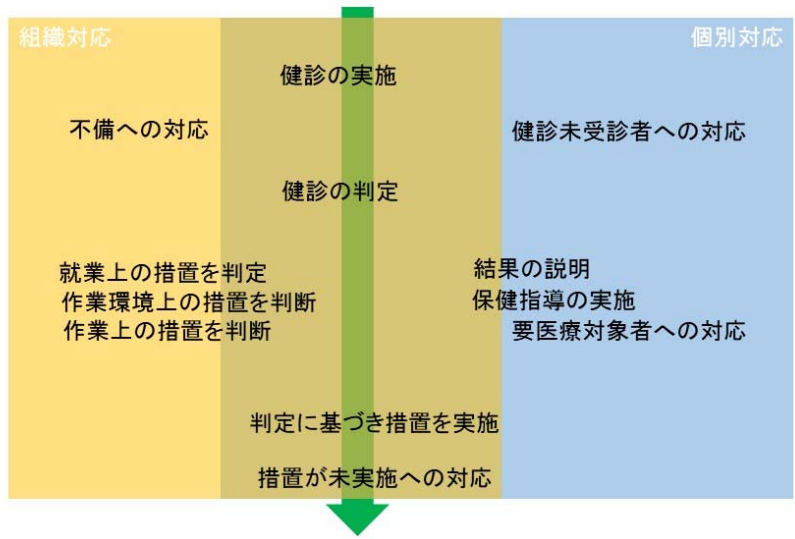 組織対応
個別対応
健診の実施
不備への対応
健診未受診者への対応
健診の判定
就業上の措置を判定
作業環境上の措置を判断
作業上の措置を判断
結果の説明
保健指導の実施
要医療対象者への対応
判定に基づき措置を実施
措置が未実施への対応